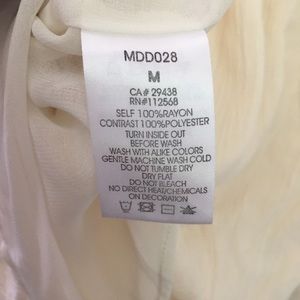 MDD028
M
CA# 29438
RN#112568
SELF 100%RAYON
CONTRAST 100%POLYESTER
TURN INSIDE OUT
BEFORE WASH
WASH WITH ALIKE COLORS
GENTLE MACHINE WASH COLD
DO NOT TUMBLE DRY
DRY FLAT
DO NOT BLEACH
NO DIRECT HEAT/CHEMICALS
ON DECORATION